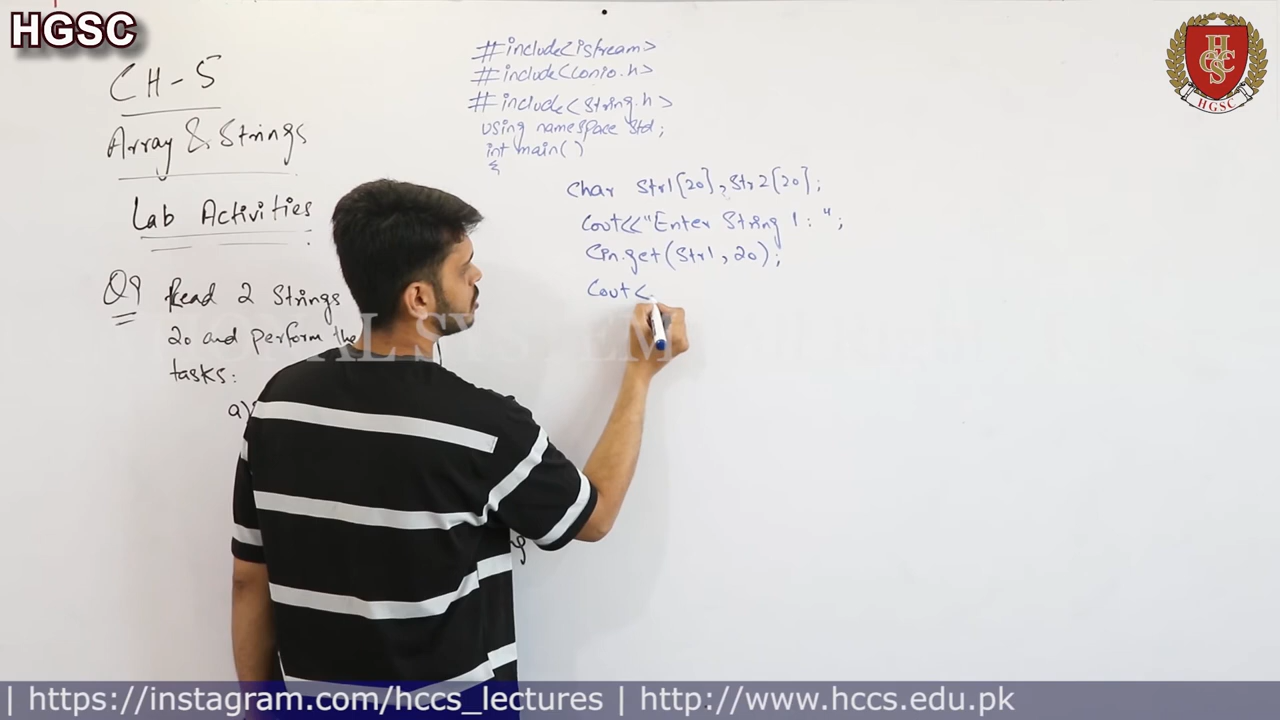 HGSC
CH-5
Array & Strings
Lab Activities
Q9 Read 2 Strings
20 and perform the
tasks:
a)
#include<istream>
#include<conio.h>
#include<string.h>
using namespace std;
int main()
{
char str1[20],str2[20];
cout<<"Enter String 1 : ";
cin.get(str1,20);
cout<
HGSC
| https://instagram.com/hccs_lectures | http://www.hccs.edu.pk